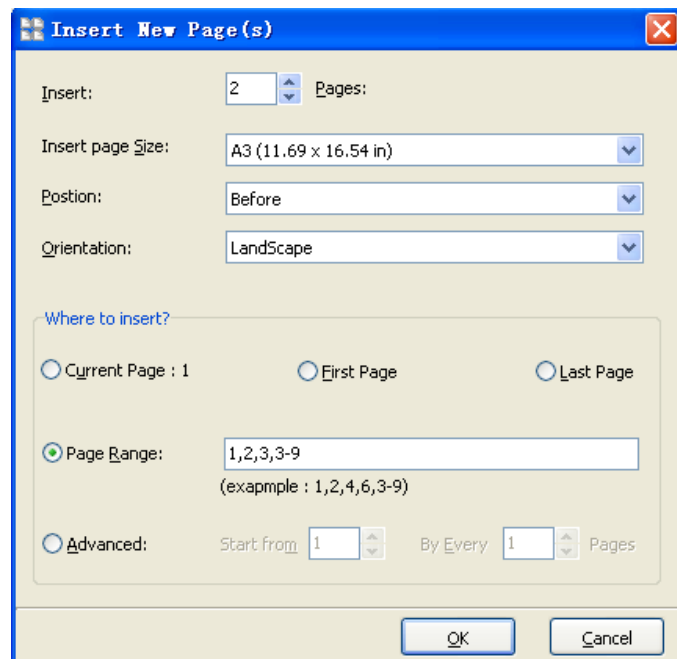 Insert New Page(s)
Insert: 2 Pages:
Insert page Size: A3 (11.69 x 16.54 in)
Postion: Before
Orientation: LandScape
Where to insert?
Current Page : 1 First Page Last Page
Page Range: 1,2,3,3-9
(exapmple : 1,2,4,6,3-9)
Advanced: Start from 1 By Every 1 Pages
OK Cancel